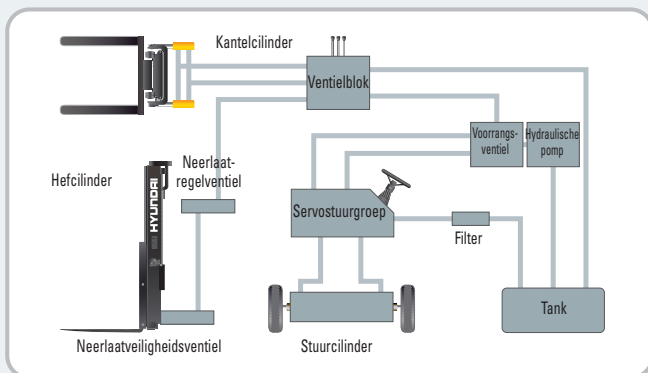 Kantelcilinder
Ventielblok
Voorrangs-
ventiel
Hydraulische
pomp
Neerlaat-
regelventiel
Hefcilinder
HYUNDAI
Servostuurgroep
Filter
Tank
Neerlaatveiligheidsventiel
Stuurcilinder